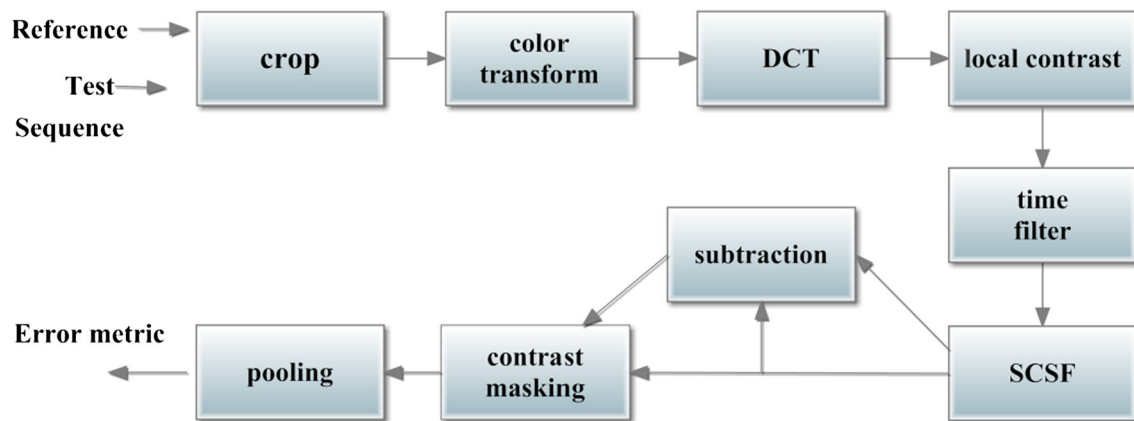 Reference
Test
Sequence
crop
color
transform
DCT
local contrast
time
filter
subtraction
SCSF
contrast
masking
pooling
Error metric